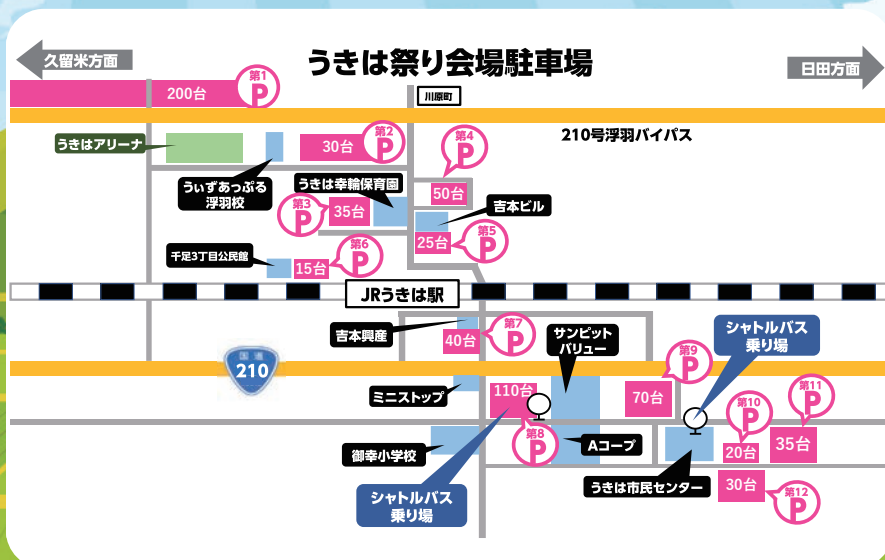 久留米方面
うきは祭り会場駐車場
日田方面
200台
第1
P
川原町
210号浮羽バイパス
うきはアリーナ
ういずあっぷる
浮羽校
30台
第2
P
第4
P
うきは幸輪保育園
第3
P
35台
50台
吉本ビル
25台
第5
P
千足3丁目公民館
15台
第6
P
JRうきは駅
吉本興産
40台
第7
P
サンピット
バリュー
シャトルバス
乗り場
210
ミニストップ
110台
第9
P
70台
第10
P
第11
P
御幸小学校
第8
P
Aコープ
20台
35台
シャトルバス
乗り場
うきは市民センター
30台
第12
P